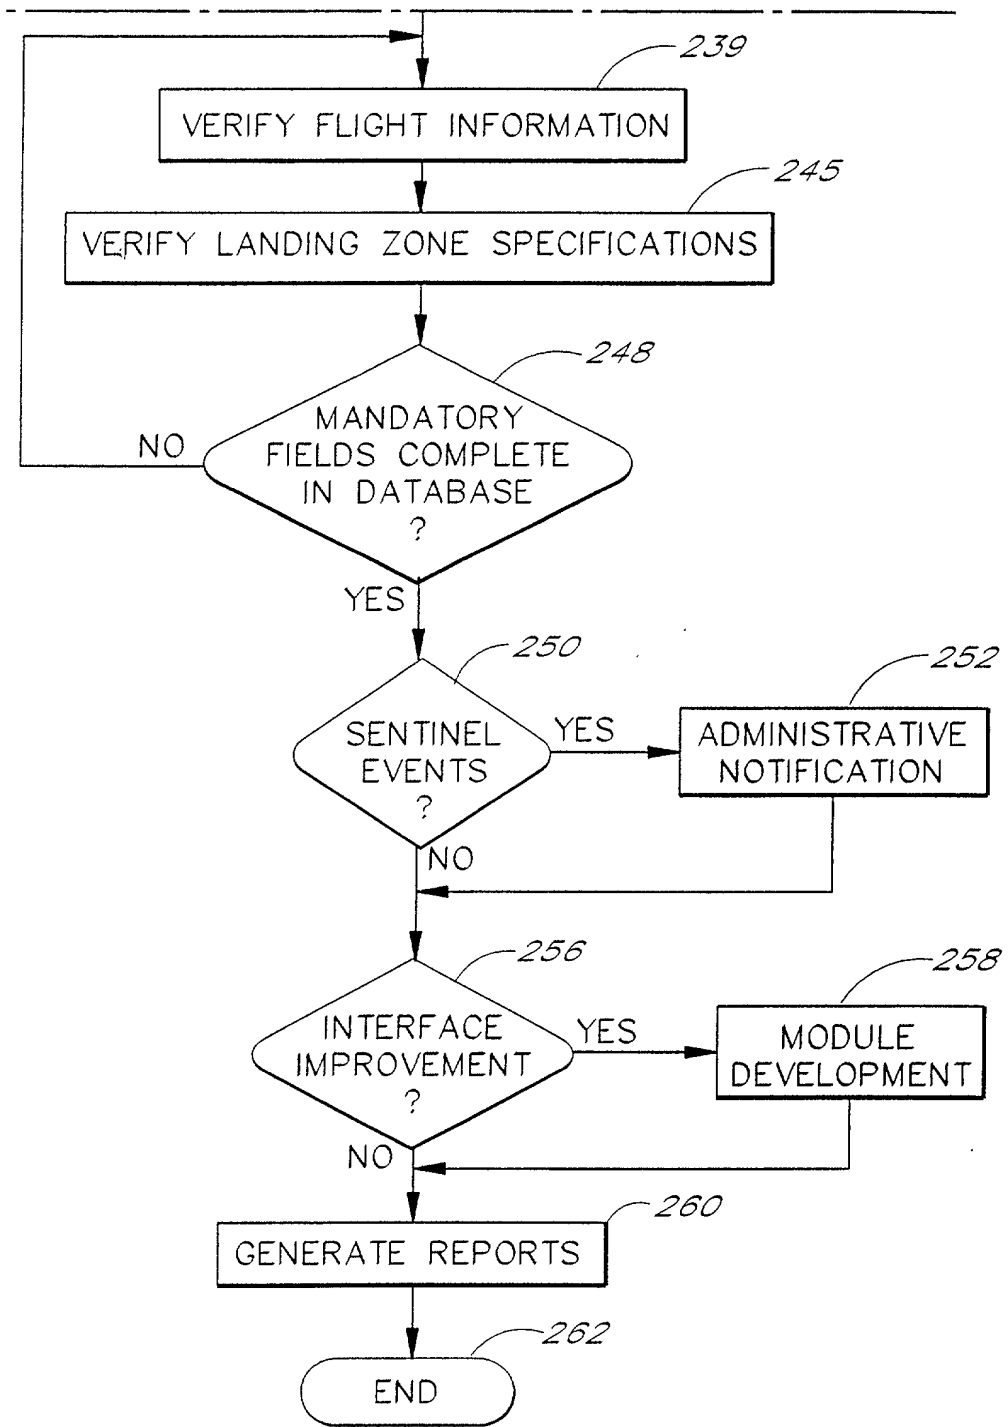 239
VERIFY FLIGHT INFORMATION
245
VERIFY LANDING ZONE SPECIFICATIONS
248
MANDATORY
FIELDS COMPLETE
IN DATABASE
?
NO
YES
250
SENTINEL
EVENTS
?
YES
252
ADMINISTRATIVE
NOTIFICATION
NO
256
INTERFACE
IMPROVEMENT
?
YES
258
MODULE
DEVELOPMENT
NO
260
GENERATE REPORTS
262
END